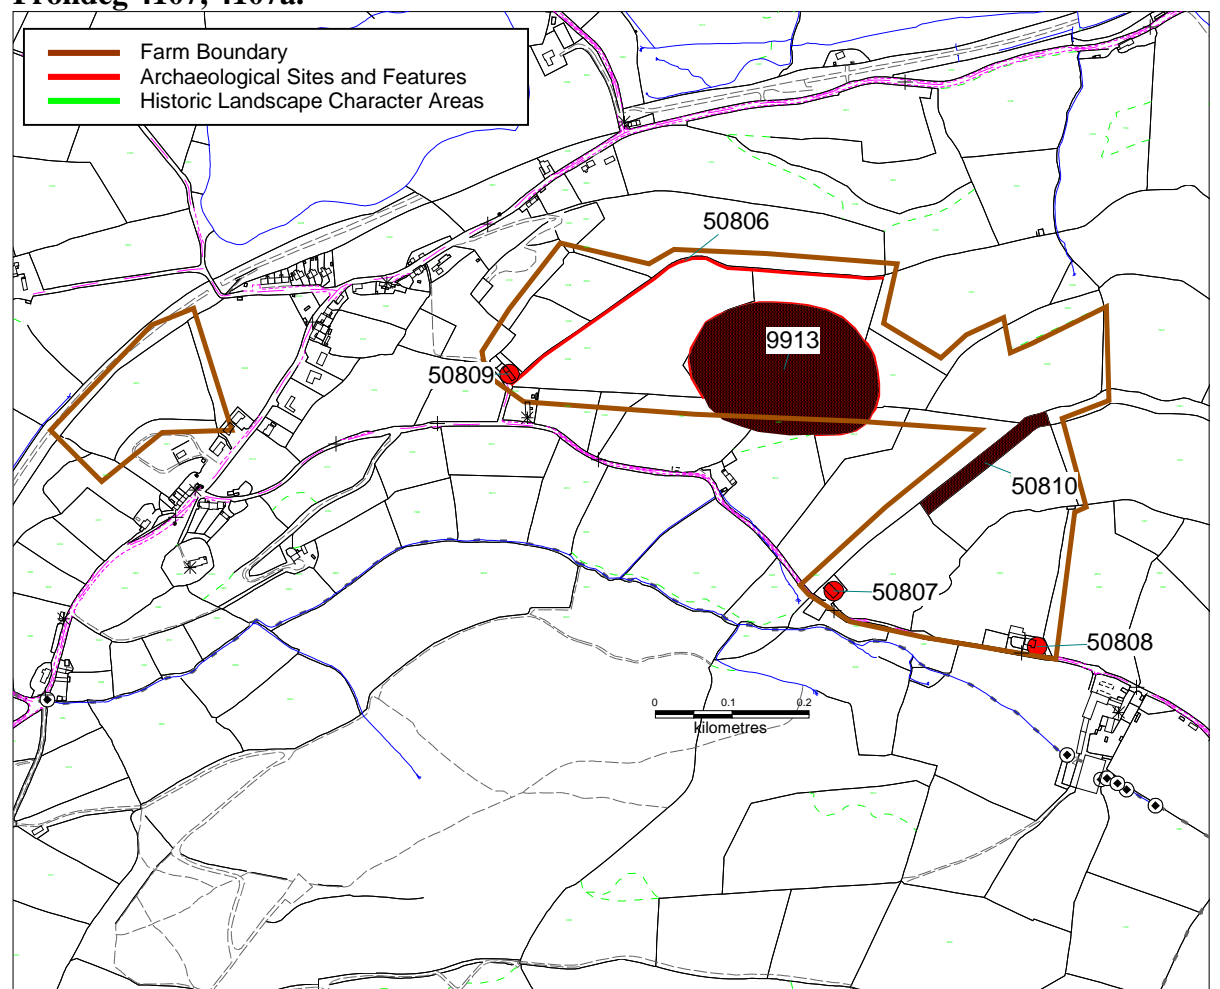 Farm Boundary
Archaeological Sites and Features
Historic Landscape Character Areas
50806
9913
50809
50810
50807
50808
0 0.1 0.2
kilometres